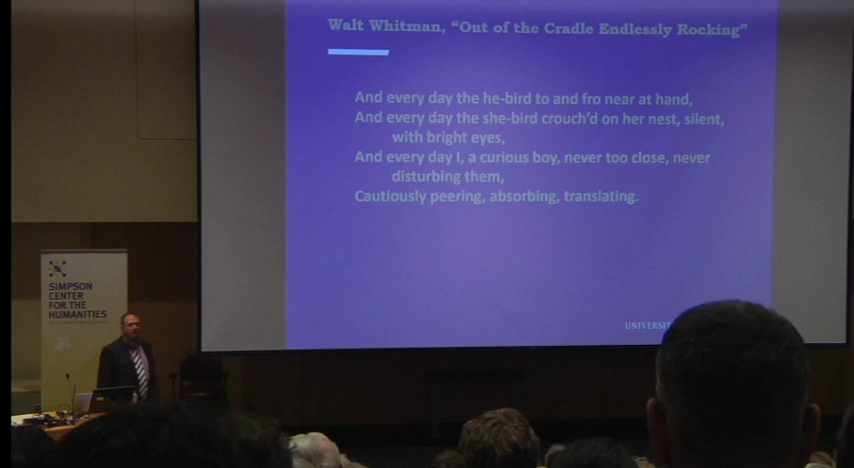 Walt Whitman, “Out of the Cradle Endlessly Rocking”
And every day the he-bird to and fro near at hand,
And every day the she-bird crouch’d on her nest, silent,
with bright eyes,
And every day I, a curious boy, never too close, never
disturbing them,
Cautiously peering, absorbing, translating.
SIMPSON
CENTER
FOR THE
HUMANITIES